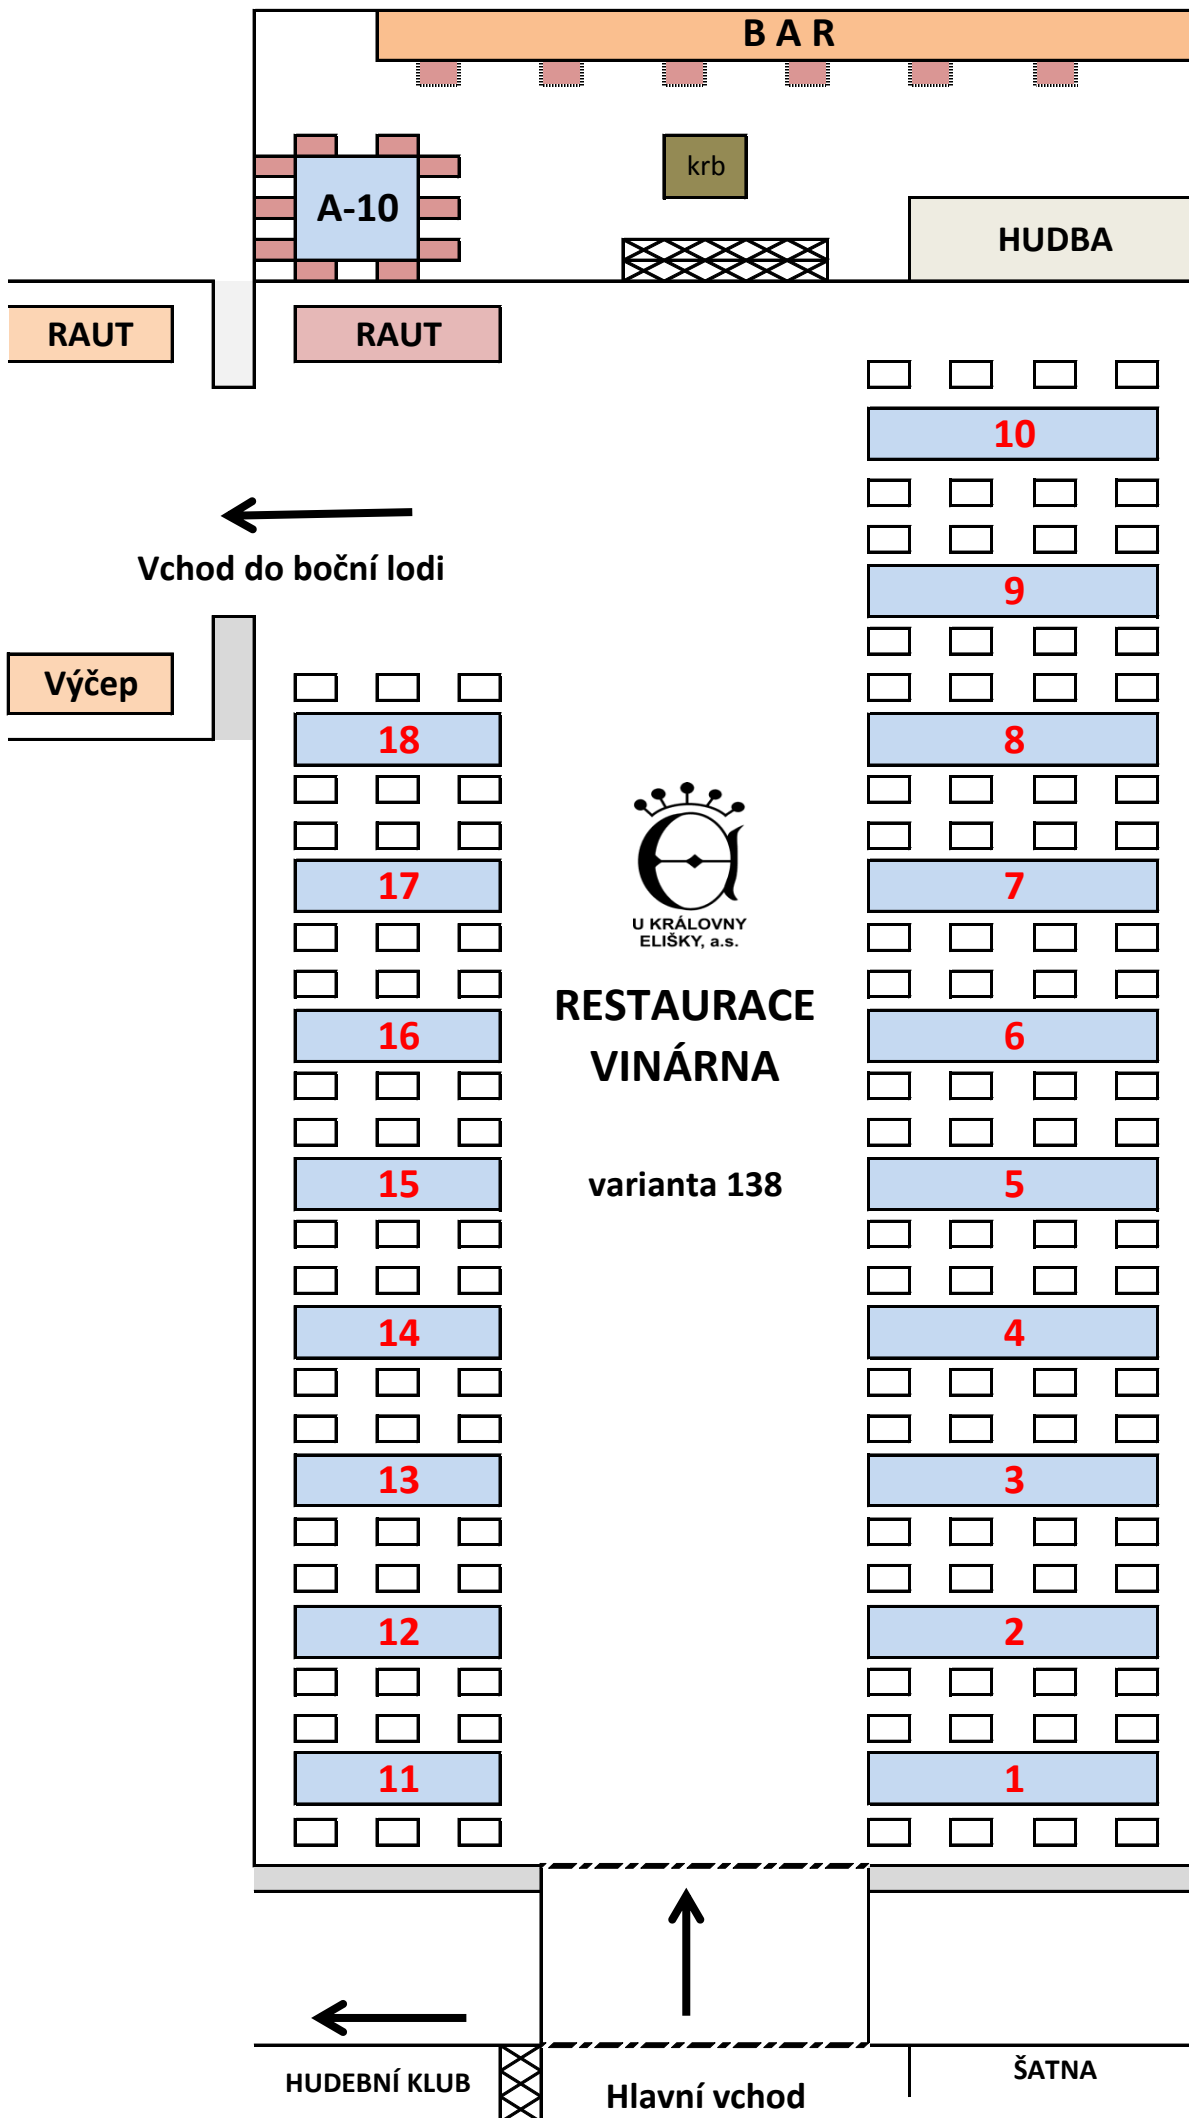 B A R
krb
A-10
HUDBA
RAUT
RAUT
10
Vchod do boční lodi
9
Výčep
18
8
17
7
U KRÁLOVNY
ELIŠKY, a.s.
RESTAURACE
VINÁRNA
16
6
varianta 138
15
5
14
4
13
3
12
2
11
1
HUDEBNÍ KLUB
Hlavní vchod
ŠATNA